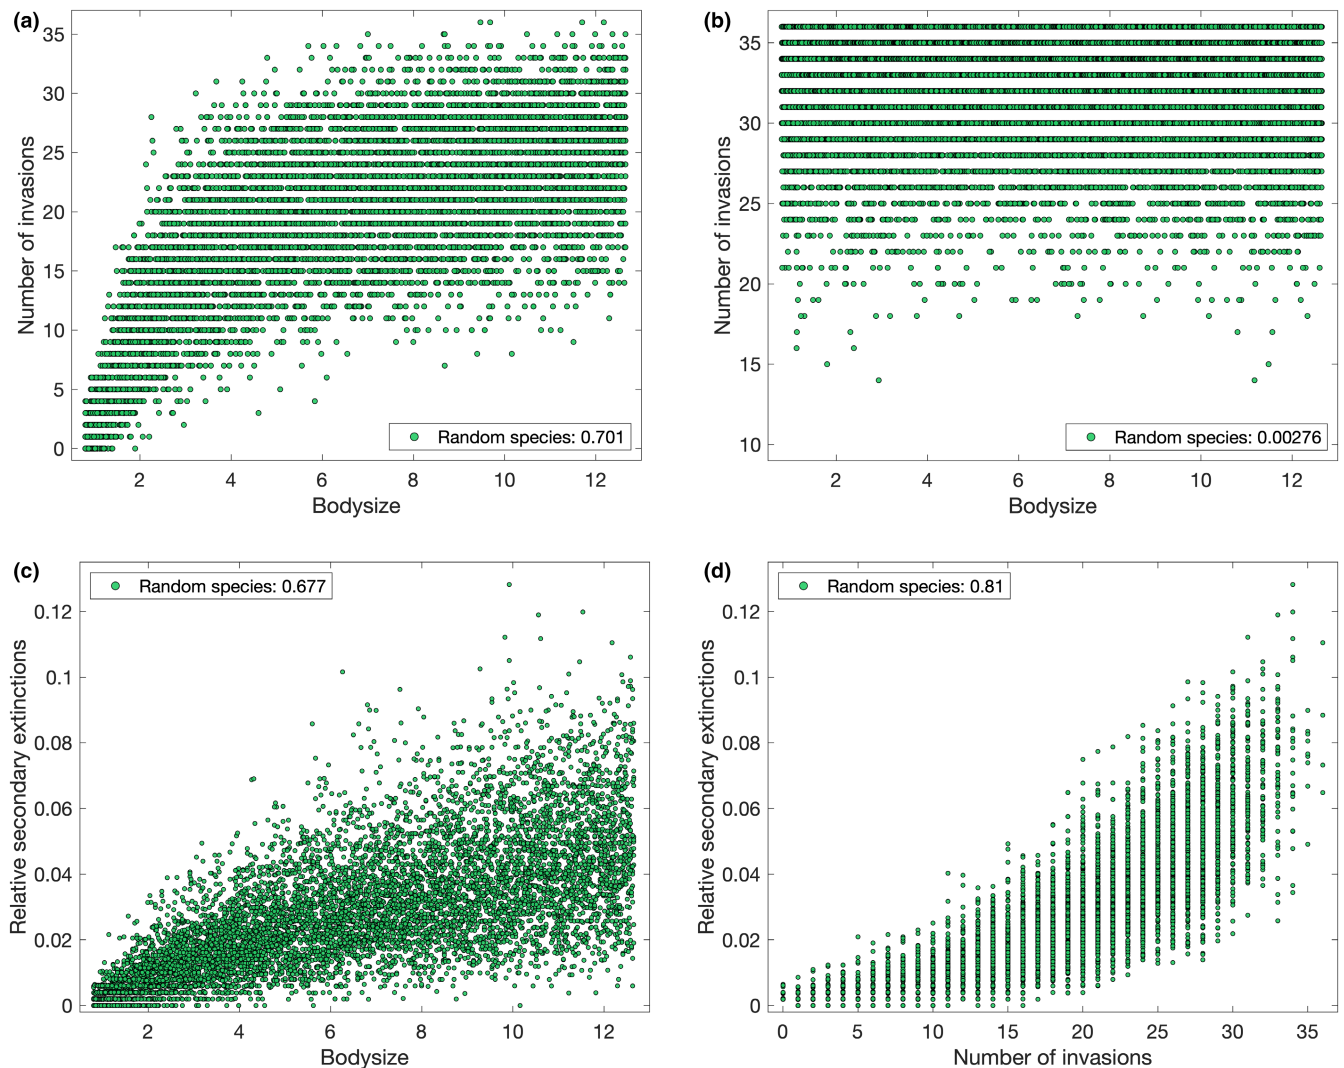 (a)
35
30
25
20
15
10
5
0
Number of invasions
Random species: 0.701
2 4 6 8 10 12
Bodysize
(b)
35
30
25
20
15
10
Number of invasions
Random species: 0.00276
2 4 6 8 10 12
Bodysize
(c)
Random species: 0.677
0.12
0.1
0.08
0.06
0.04
0.02
0
Relative secondary extinctions
2 4 6 8 10 12
Bodysize
(d)
Random species: 0.81
0.12
0.1
0.08
0.06
0.04
0.02
0
Relative secondary extinctions
0 5 10 15 20 25 30 35
Number of invasions